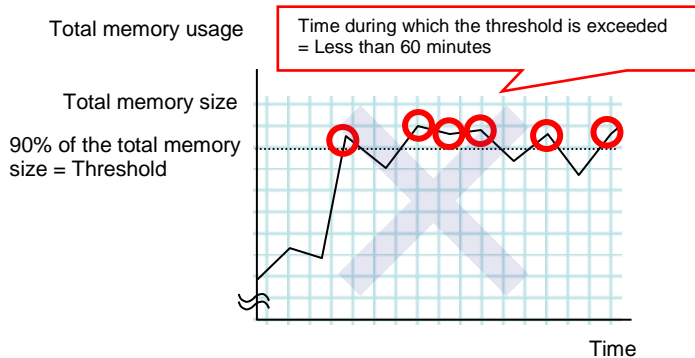 Total memory usage
Time during which the threshold is exceeded
= Less than 60 minutes
Total memory size
90% of the total memory
size = Threshold
Time